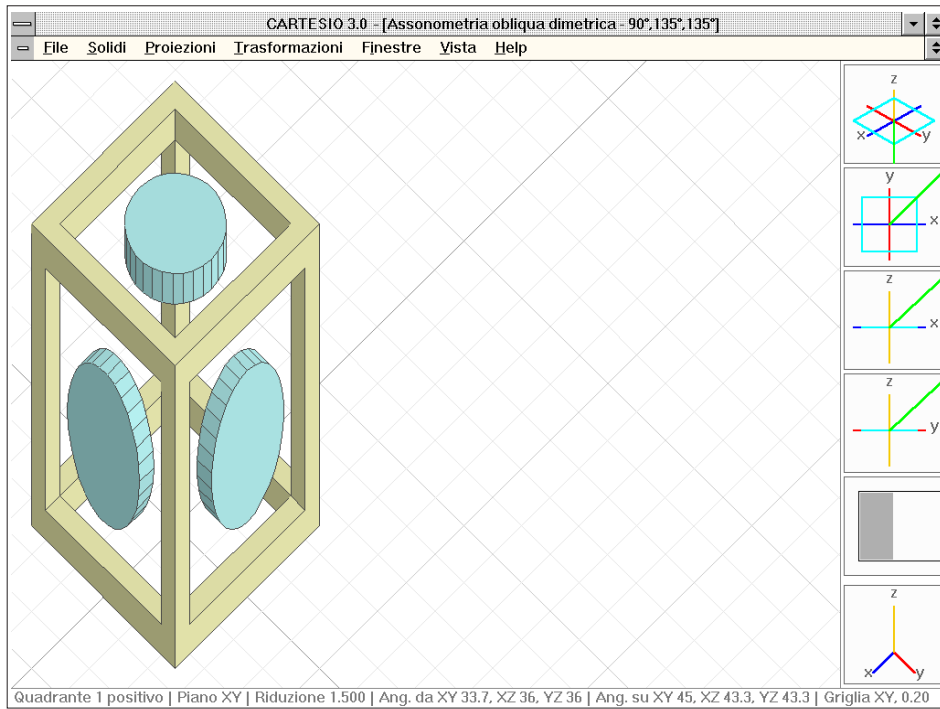 CARTESIO 3.0 - [Assonometria obliqua dimetrica - 90°,135°,135°]
File Solidi Proiezioni Trasformazioni Finestre Vista Help
z
x y
y
x
z
x
z
y
z
x y
Quadrante 1 positivo | Piano XY | Riduzione 1.500 | Ang. da XY 33.7, XZ 36, YZ 36 | Ang. su XY 45, XZ 43.3, YZ 43.3 | Griglia XY, 0.20